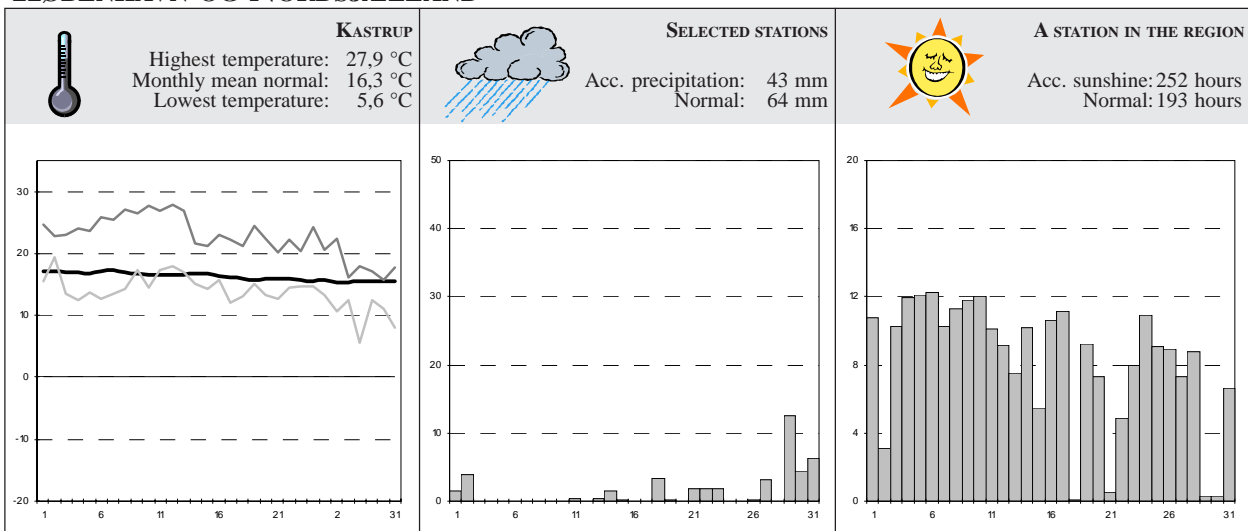 KASTRUP
Highest temperature: 27,9 °C
Monthly mean normal: 16,3 °C
Lowest temperature: 5,6 °C
SELECTED STATIONS
Acc. precipitation: 43 mm
Normal: 64 mm
A STATION IN THE REGION
Acc. sunshine: 252 hours
Normal: 193 hours
30
20
10
0
-10
-20
1 6 11 16 21 2 31
50
40
30
20
10
0
1 6 11 16 21 26 31
20
16
12
8
4
0
1 6 11 16 21 26 31